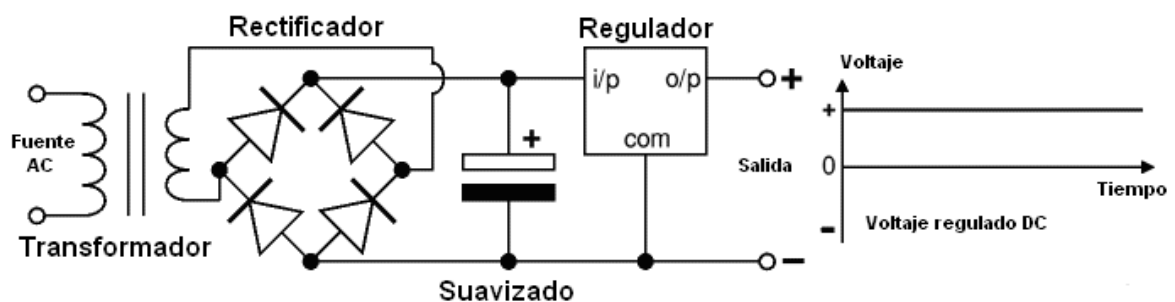 Rectificador
Regulador
i/p
o/p
com
+
−
Fuente
AC
Transformador
+
Suavizado
Salida
Voltaje
+
0
-
Tiempo
Voltaje regulado DC